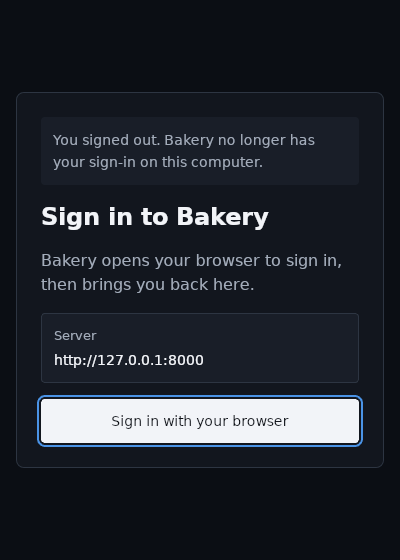 You signed out. Bakery no longer has
your sign-in on this computer.
Sign in to Bakery
Bakery opens your browser to sign in,
then brings you back here.
Server
http://127.0.0.1:8000
Sign in with your browser